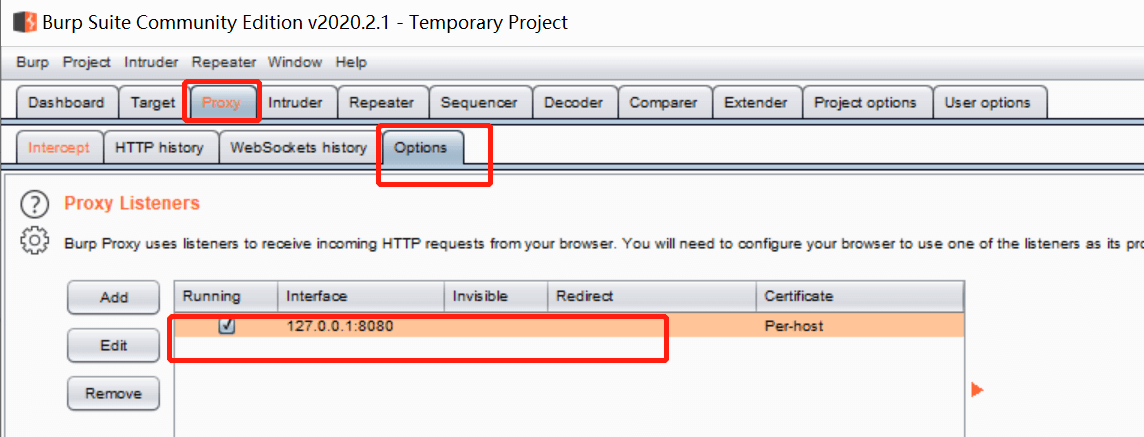 Burp Suite Community Edition v2020.2.1 - Temporary Project
Burp Project Intruder Repeater Window Help
Dashboard Target Proxy Intruder Repeater Sequencer Decoder Comparer Extender Project options User options
Intercept HTTP history WebSockets history Options
? Proxy Listeners
Burp Proxy uses listeners to receive incoming HTTP requests from your browser. You will need to configure your browser to use one of the listeners as its
Add Running Interface Invisible Redirect Certificate
127.0.0.1:8080 Per-host
Edit
Remove